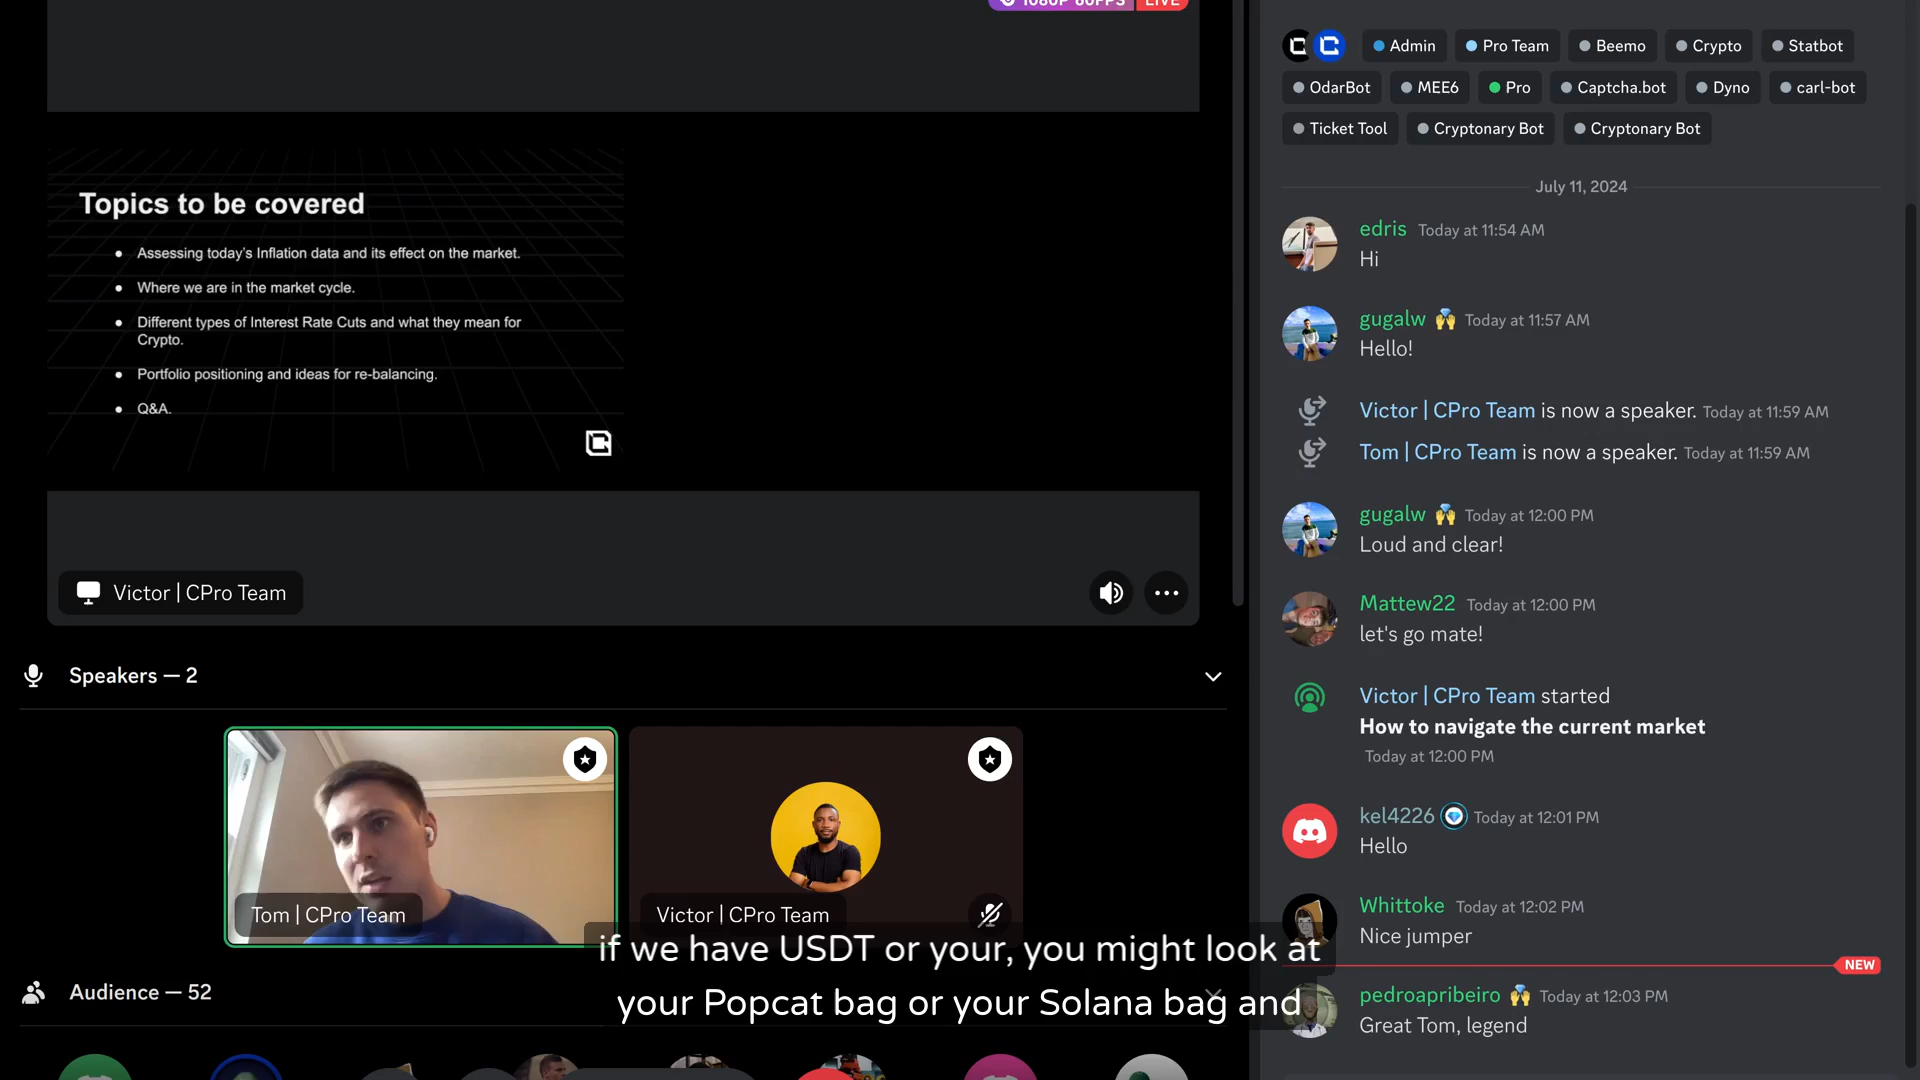 1080P 60FPS LIVE
Topics to be covered
• Assessing today's Inflation data and its effect on the market.
• Where we are in the market cycle.
• Different types of Interest Rate Cuts and what they mean for
Crypto.
• Portfolio positioning and ideas for re-balancing.
• Q&A.
Victor | CPro Team
Speakers — 2
Tom | CPro Team
Victor | CPro Team
if we have USDT or your, you might look at
your Popcat bag or your Solana bag and
Audience — 52
Admin Pro Team Beemo Crypto Statbot
OdarBot MEE6 Pro Captcha.bot Dyno carl-bot
Ticket Tool Cryptonary Bot Cryptonary Bot
July 11, 2024
edris Today at 11:54 AM
Hi
gugalw Today at 11:57 AM
Hello!
Victor | CPro Team is now a speaker. Today at 11:59 AM
Tom | CPro Team is now a speaker. Today at 11:59 AM
gugalw Today at 12:00 PM
Loud and clear!
Mattew22 Today at 12:00 PM
let's go mate!
Victor | CPro Team started
How to navigate the current market
Today at 12:00 PM
kel4226 Today at 12:01 PM
Hello
Whittoke Today at 12:02 PM
Nice jumper
NEW
pedroapribeiro Today at 12:03 PM
Great Tom, legend